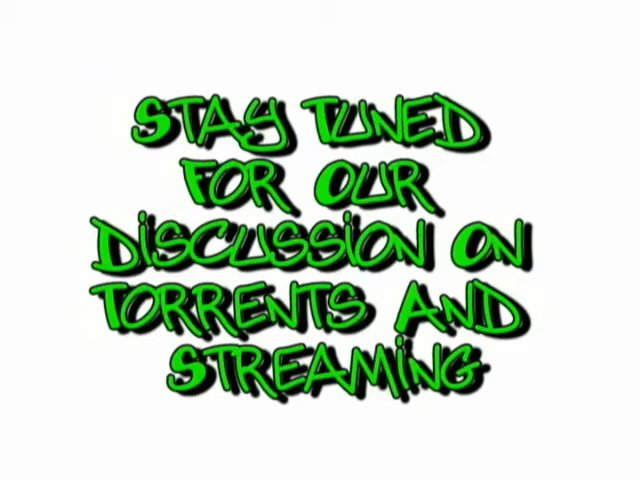 Stay Tuned
For Our
Discussion On
Torrents And
Streaming